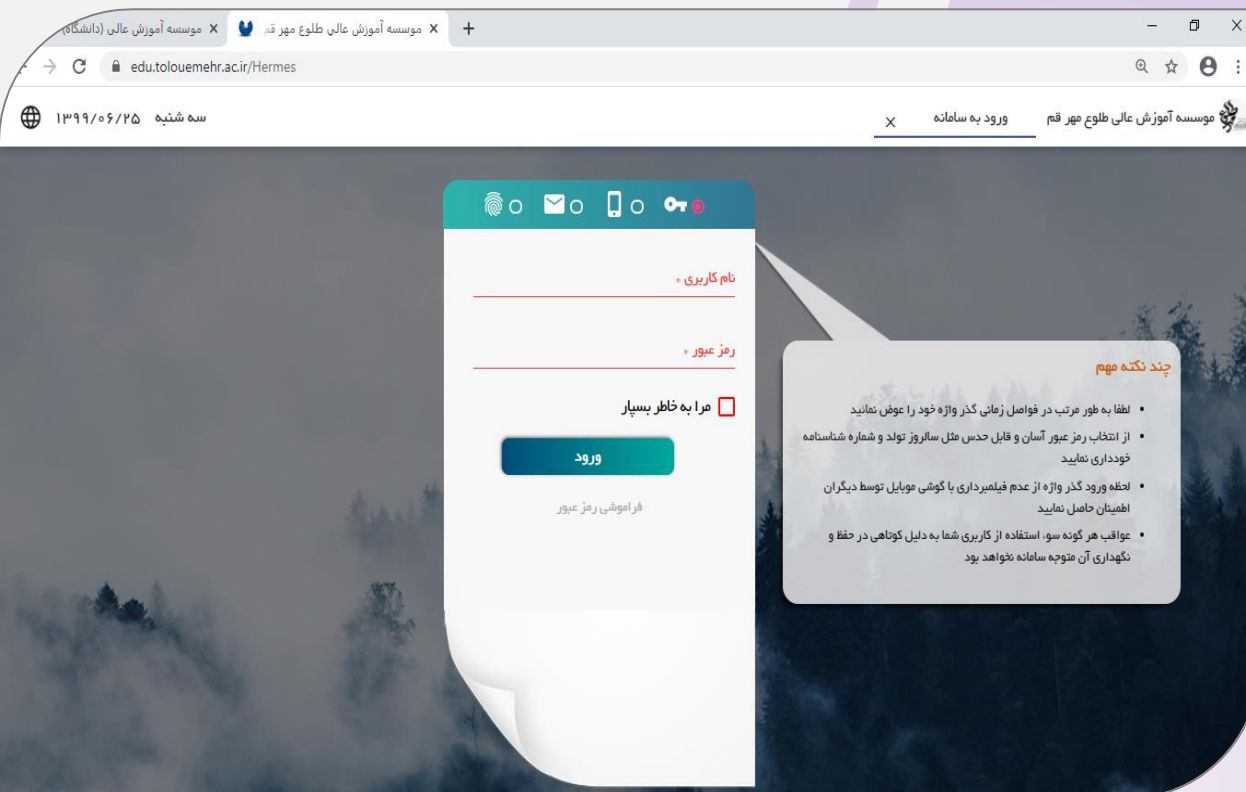 موسسه آموزش عالی (دانشگاه)
موسسه آموزش عالی طلوع مهر قم
edu.tolouemehr.ac.ir/Hermes
موسسه آموزش عالی طلوع مهر قم
ورود به سامانه
سه شنبه ۱۳۹۹/۰۶/۲۵
نام کاربری *
رمز عبور *
مرا به خاطر بسپار
ورود
فراموشی رمز عبور
چند نکته مهم
• لطفا به طور مرتب در فواصل زمانی گذر واژه خود را عوض نمائید
• از انتخاب رمز عبور آسان و قابل حدس مثل سالروز تولد و شماره شناسنامه
خودداری نمایید
• لحظه ورود گذر واژه از عدم فیلمبرداری با گوشی موبایل توسط دیگران
اطمینان حاصل نمایید
• عواقب هر گونه سوء استفاده از کاربری شما به دلیل کوتاهی در حفظ و
نگهداری آن متوجه سامانه نخواهد بود